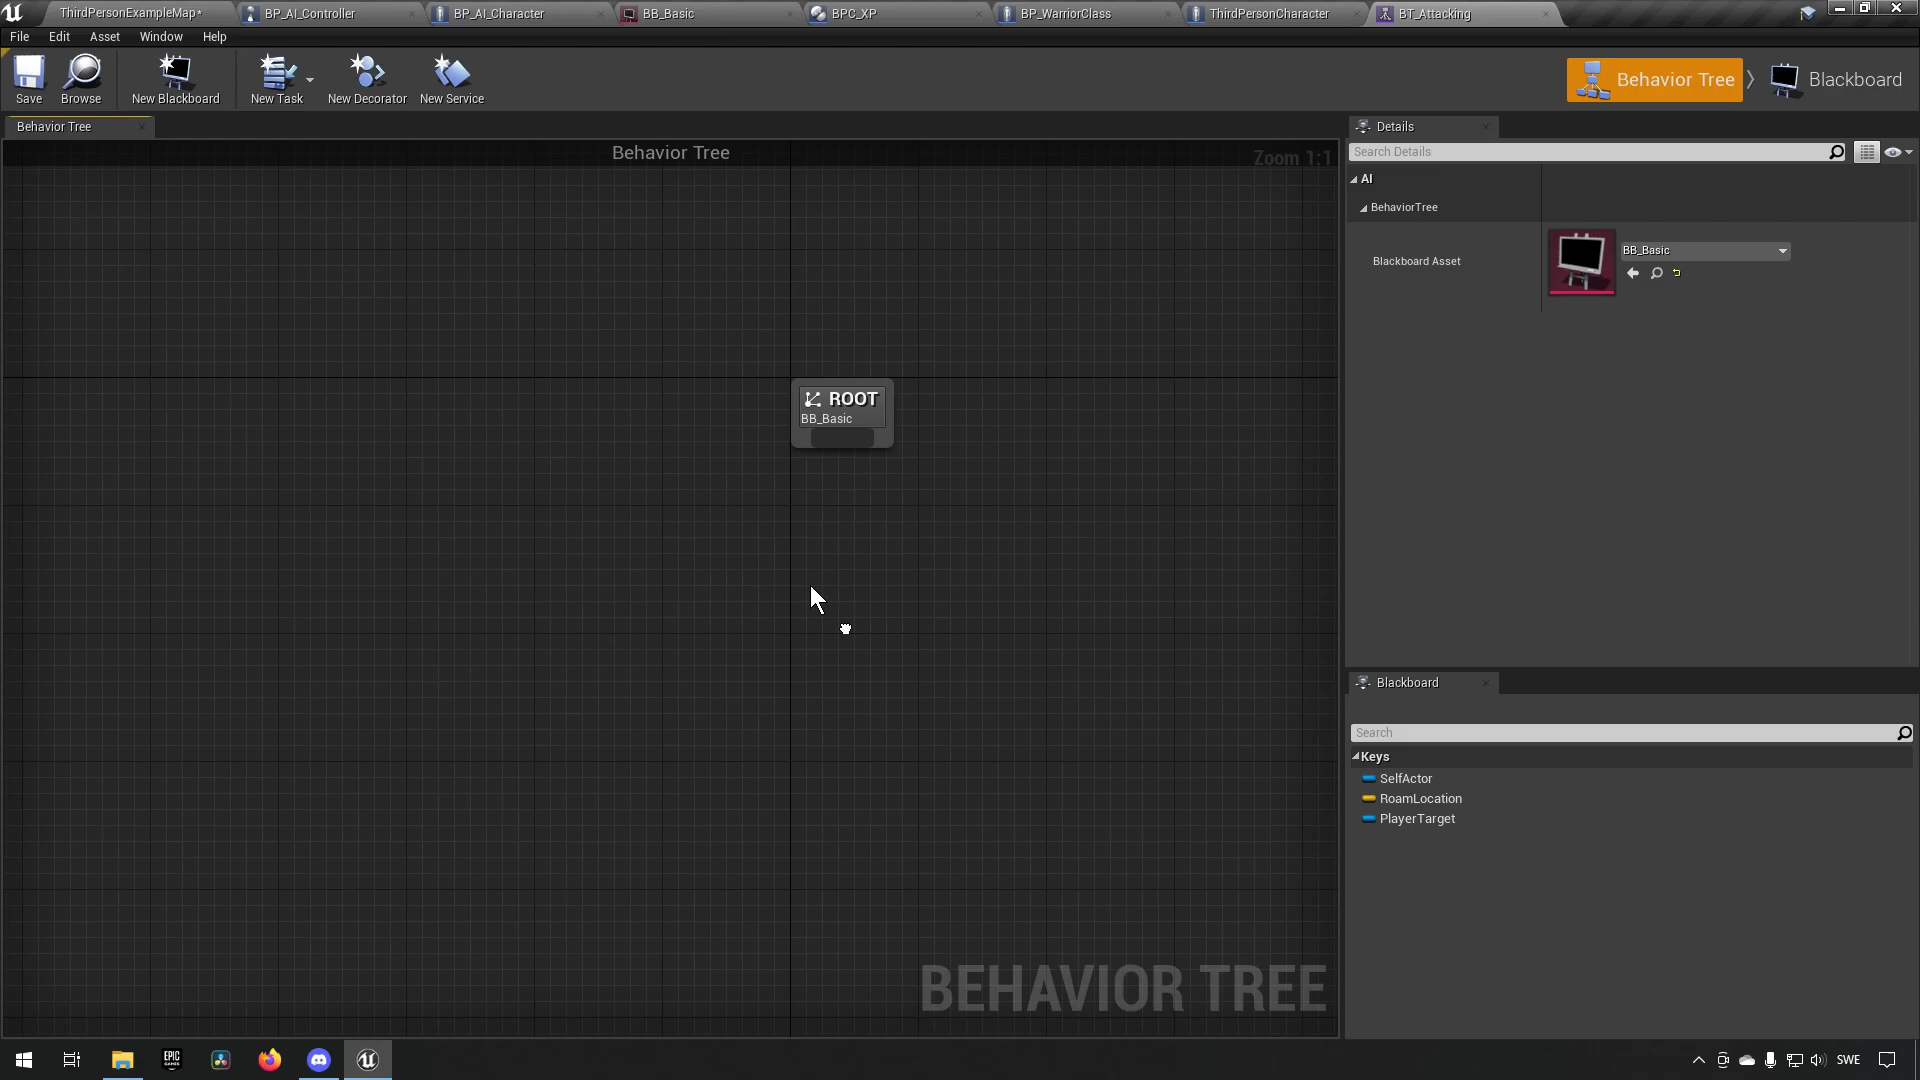 ThirdPersonExampleMap*
BP_AI_Controller
BP_AI_Character
BB_Basic
BPC_XP
BP_WarriorClass
ThirdPersonCharacter
BT_Attacking
File
Edit
Asset
Window
Help
Save
Browse
New Blackboard
New Task
New Decorator
New Service
Behavior Tree
Blackboard
Behavior Tree
Behavior Tree
Zoom 1:1
ROOT
BB_Basic
BEHAVIOR TREE
Details
Search Details
AI
BehaviorTree
Blackboard Asset
BB_Basic
Blackboard
Search
Keys
SelfActor
RoamLocation
PlayerTarget
EPIC
GAMES
SWE